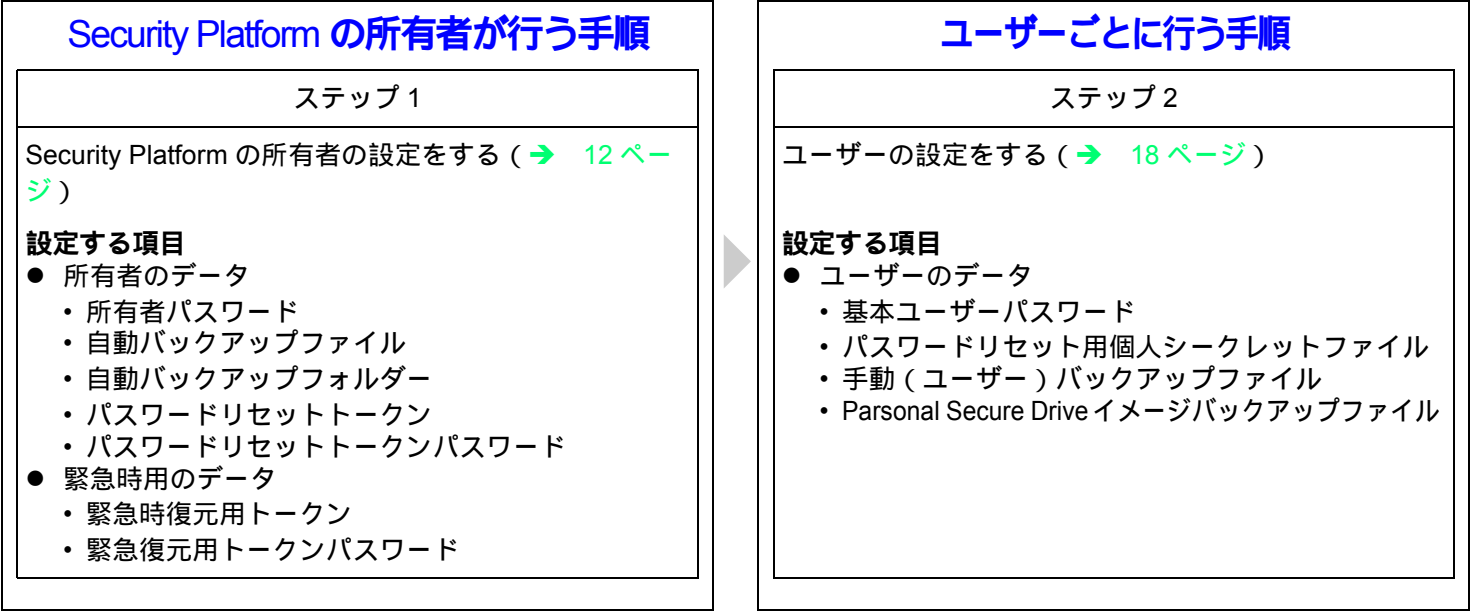 Security Platform の所有者が行う手順
ステップ 1
Security Platform の所有者の設定をする（➔ 12 ペー
ジ）
設定する項目
● 所有者のデータ
・所有者パスワード
・自動バックアップファイル
・自動バックアップフォルダー
・パスワードリセットトークン
・パスワードリセットトークンパスワード
● 緊急時用のデータ
・緊急時復元用トークン
・緊急復元用トークンパスワード
ユーザーごとに行う手順
ステップ 2
ユーザーの設定をする（➔ 18 ページ）
設定する項目
● ユーザーのデータ
・基本ユーザーパスワード
・パスワードリセット用個人シークレットファイル
・手動（ユーザー）バックアップファイル
・Parsonal Secure Drive イメージバックアップファイル